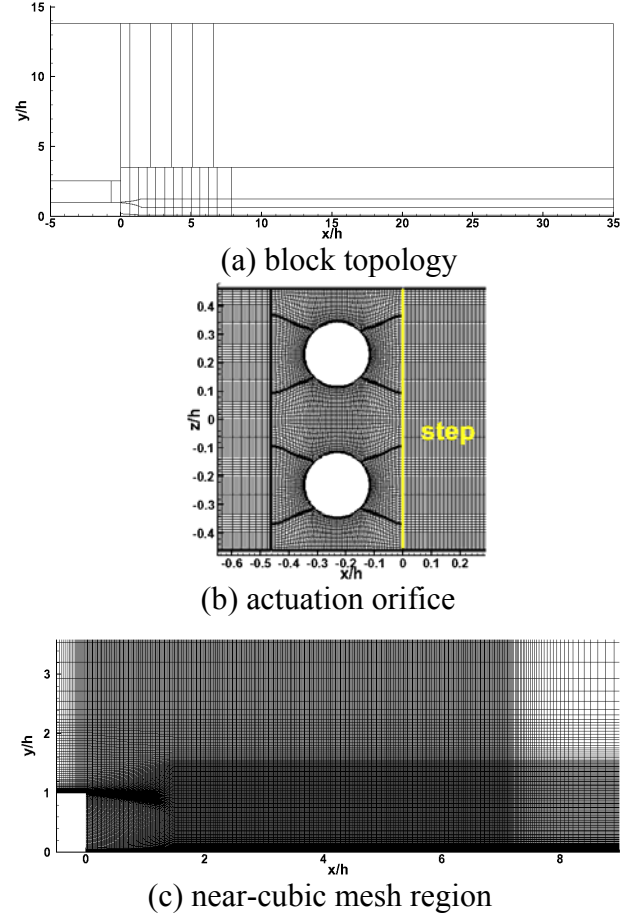 15
10
y/h
5
0
-5 0 5 10 15 20 25 30 35
x/h
(a) block topology
0.4
0.3
0.2
0.1
z/h
0
-0.1
-0.2
-0.3
-0.4
step
-0.6 -0.5 -0.4 -0.3 -0.2 -0.1 0 0.1 0.2
x/h
(b) actuation orifice
3
2
y/h
1
0
0 2 4 6 8
x/h
(c) near-cubic mesh region